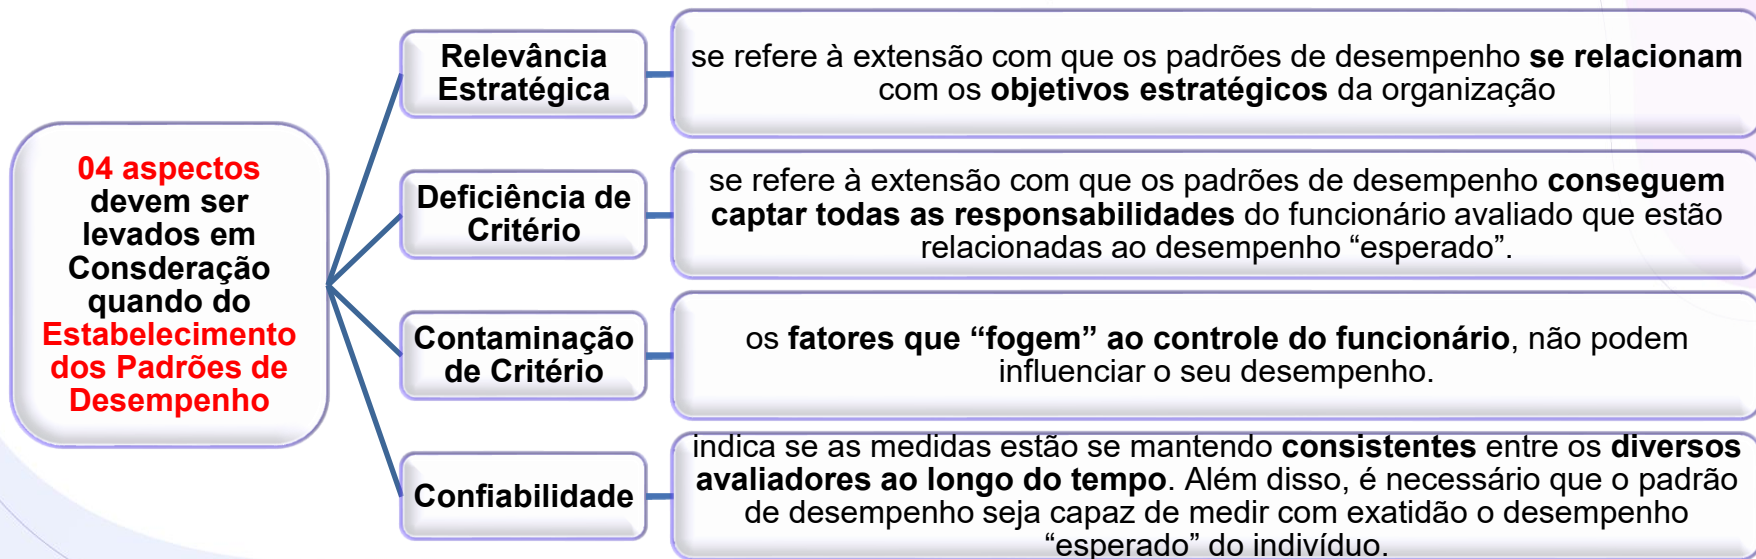 04 aspectos
devem ser
levados em
Consderação
quando do
Estabelecimento
dos Padrões de
Desempenho
Relevância
Estratégica
se refere à extensão com que os padrões de desempenho se relacionam
com os objetivos estratégicos da organização
Deficiência de
Critério
se refere à extensão com que os padrões de desempenho conseguem
captar todas as responsabilidades do funcionário avaliado que estão
relacionadas ao desempenho “esperado”.
Contaminação
de Critério
os fatores que “fogem” ao controle do funcionário, não podem
influenciar o seu desempenho.
Confiabilidade
indica se as medidas estão se mantendo consistentes entre os diversos
avaliadores ao longo do tempo. Além disso, é necessário que o padrão
de desempenho seja capaz de medir com exatidão o desempenho
“esperado” do indivíduo.